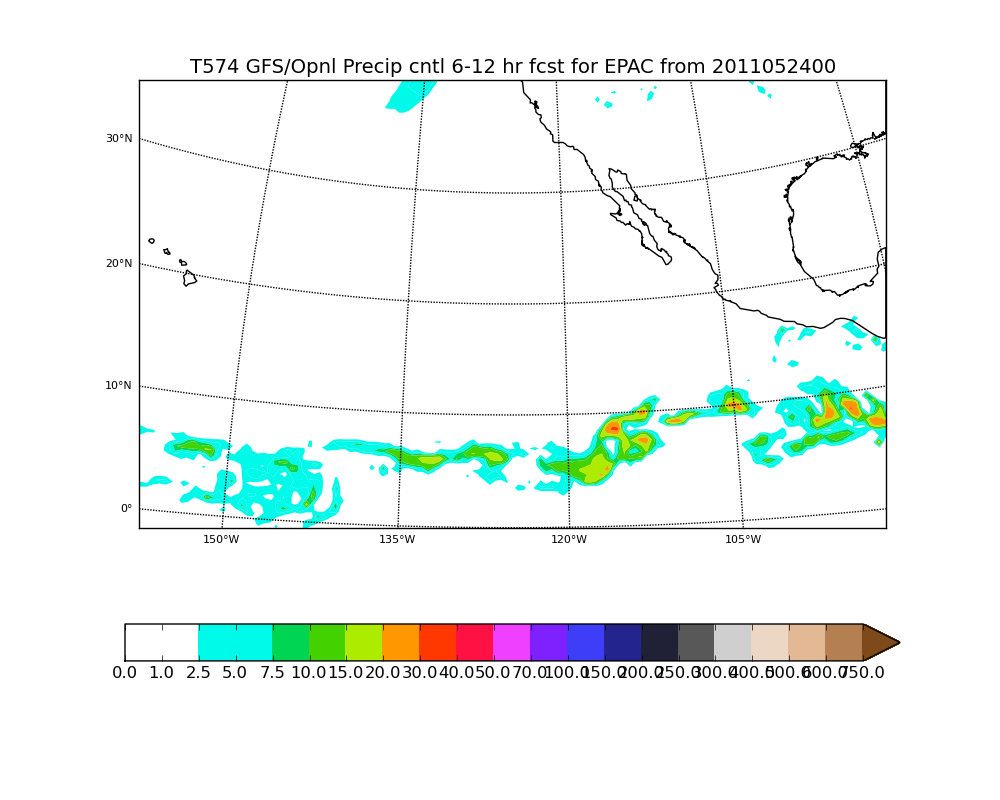 T574 GFS/Opnl Precip cntl 6-12 hr fcst for EPAC from 2011052400
30°N
20°N
10°N
0°
150°W 135°W 120°W 105°W
0.0 1.0 2.5 5.0 7.5 10.0 15.0 20.0 30.0 40.0 50.0 70.0 100.0 150.0 200.0 250.0 300.0 400.0 500.0 600.0 750.0